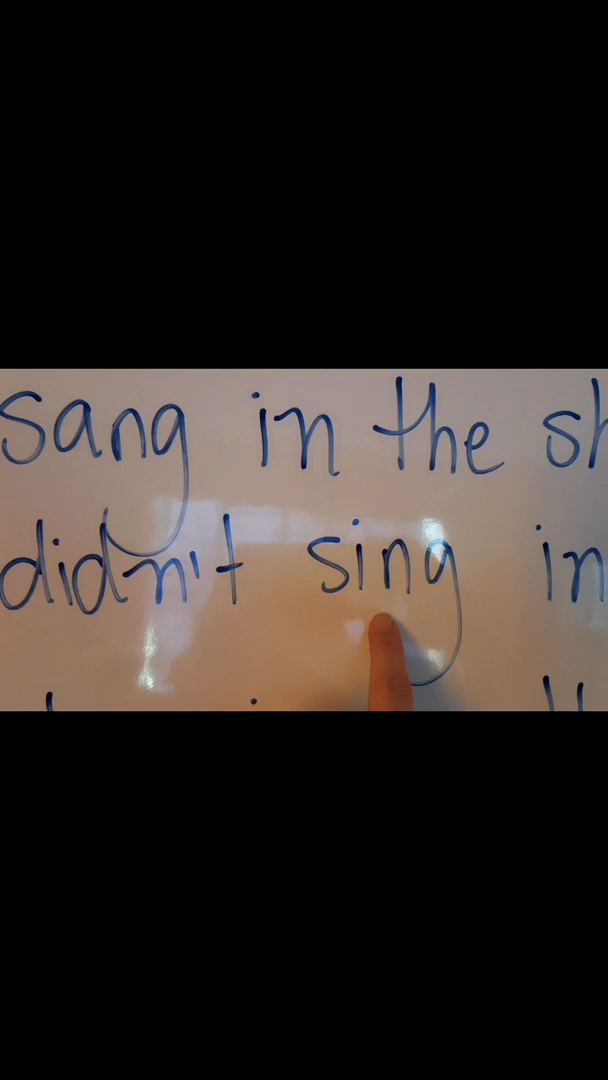 sang in the
didn't sing in